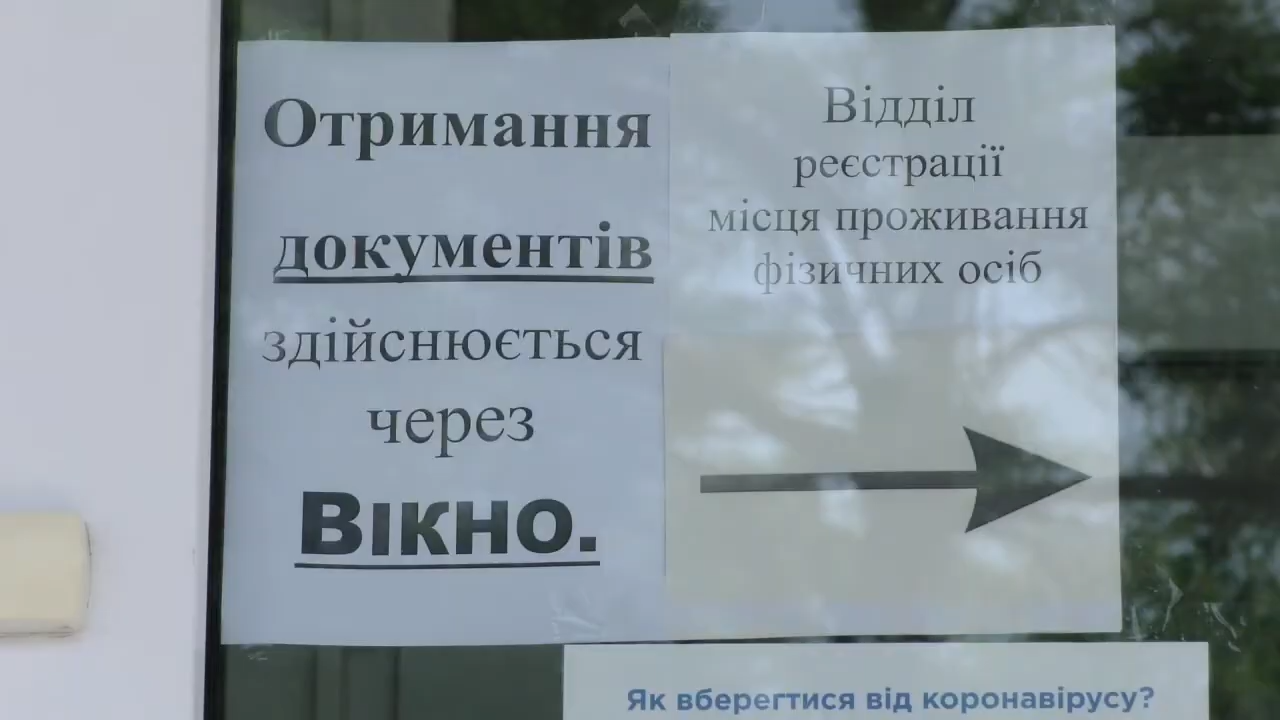 Отримання
документів
здійснюється
через
Вікно.
Відділ
реєстрації
місця проживання
фізичних осіб
Як вберегтися від коронавірусу?